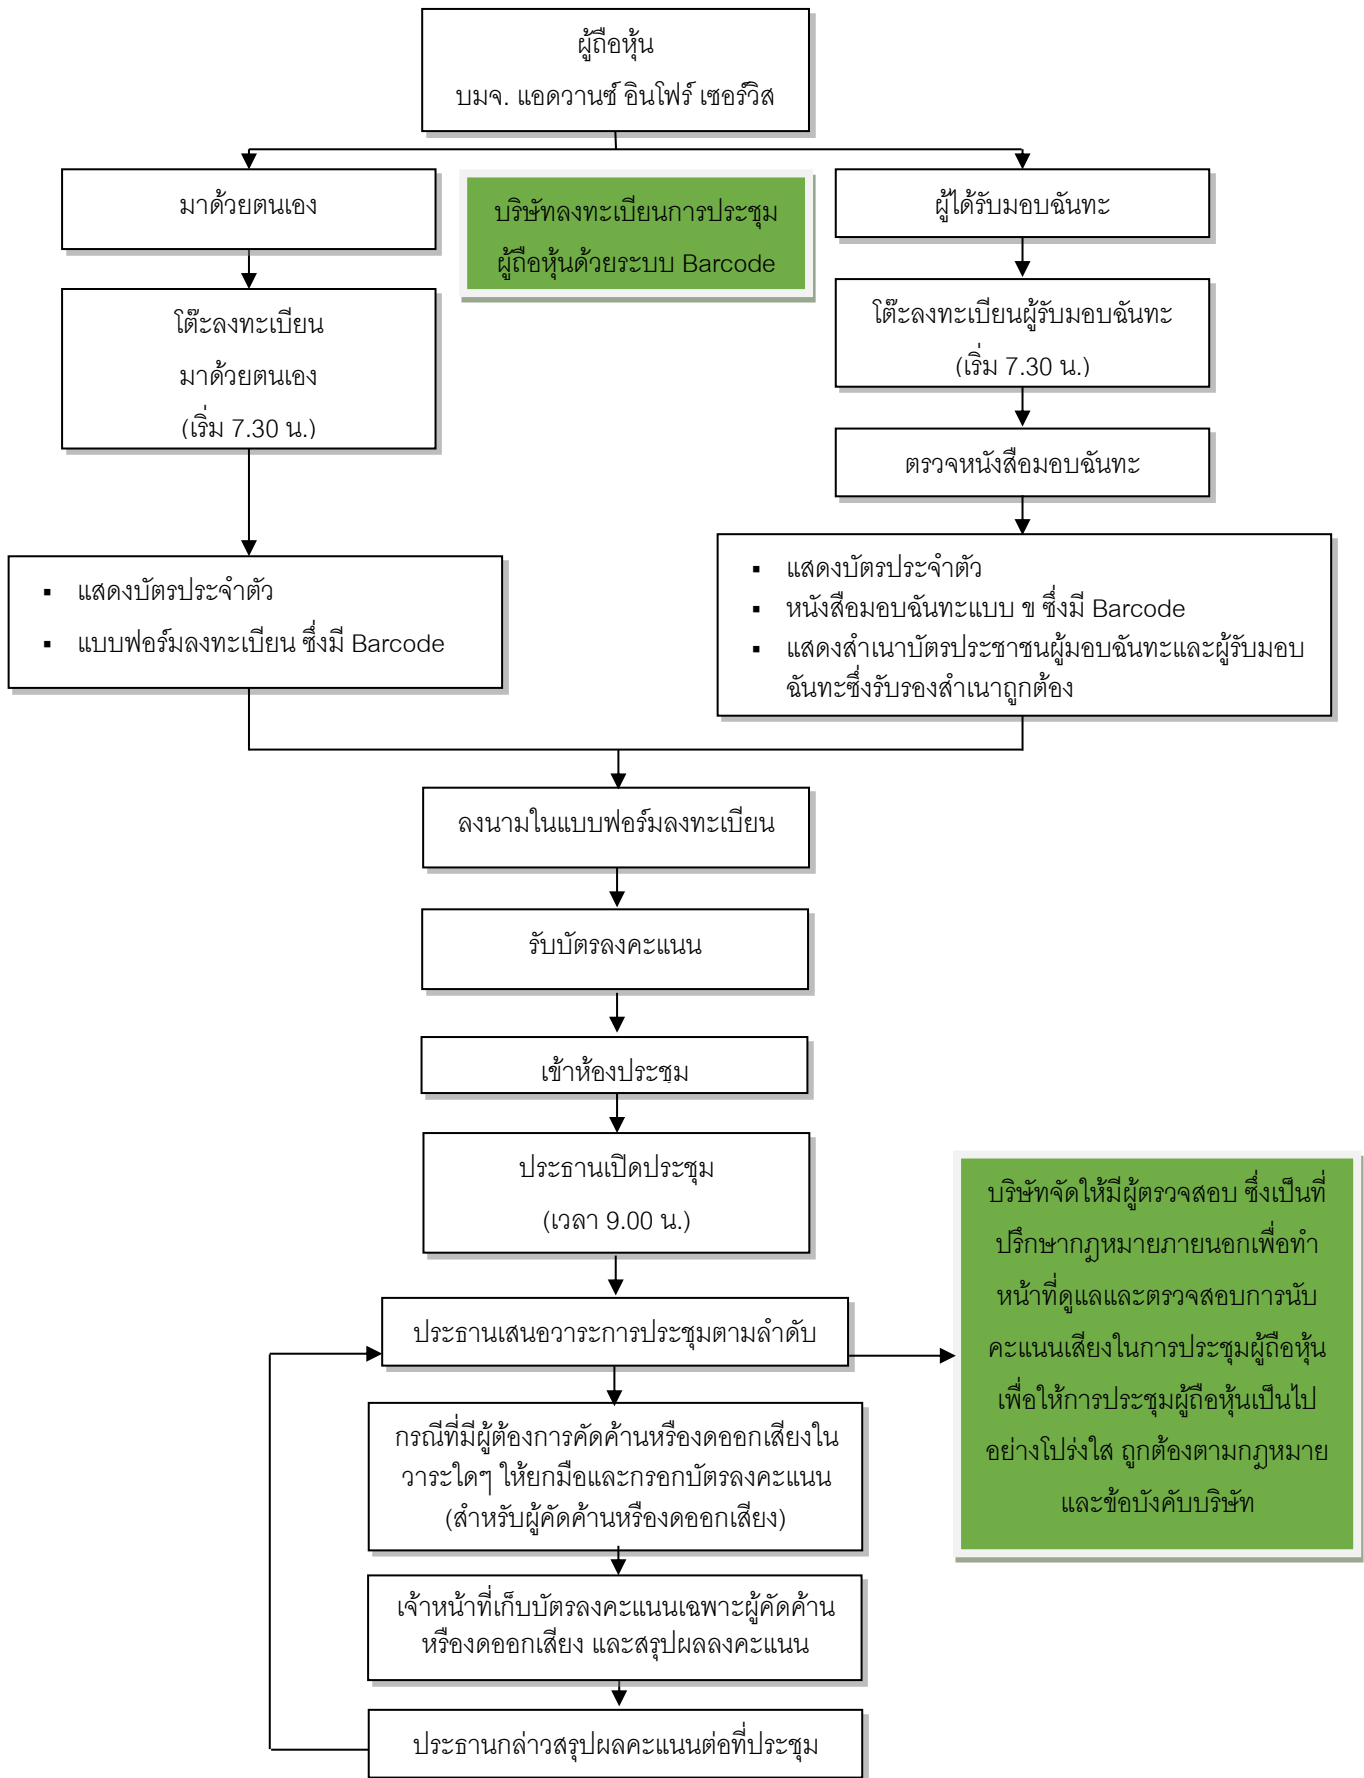 ผู้ถือหุ้น
บมจ. แอดวานซ์ อินโฟร์ เซอร์วิส
มาด้วยตนเอง
บริษัทลงทะเบียนการประชุม
ผู้ถือหุ้นด้วยระบบ Barcode
ผู้ได้รับมอบฉันทะ
โต๊ะลงทะเบียน
มาด้วยตนเอง
(เริ่ม 7.30 น.)
โต๊ะลงทะเบียนผู้รับมอบฉันทะ
(เริ่ม 7.30 น.)
ตรวจหนังสือมอบฉันทะ
▪ แสดงบัตรประจำตัว
▪ แบบฟอร์มลงทะเบียน ซึ่งมี Barcode
▪ แสดงบัตรประจำตัว
▪ หนังสือมอบฉันทะแบบ ข ซึ่งมี Barcode
▪ แสดงสำเนาบัตรประชาชนผู้มอบฉันทะและผู้รับมอบ
ฉันทะซึ่งรับรองสำเนาถูกต้อง
ลงนามในแบบฟอร์มลงทะเบียน
รับบัตรลงคะแนน
เข้าห้องประชุม
ประธานเปิดประชุม
(เวลา 9.00 น.)
ประธานเสนอวาระการประชุมตามลำดับ
กรณีที่มีผู้ต้องการคัดค้านหรืองดออกเสียงใน
วาระใดๆ ให้ยกมือและกรอกบัตรลงคะแนน
(สำหรับผู้คัดค้านหรืองดออกเสียง)
เจ้าหน้าที่เก็บบัตรลงคะแนนเฉพาะผู้คัดค้าน
หรืองดออกเสียง และสรุปผลลงคะแนน
ประธานกล่าวสรุปผลคะแนนต่อที่ประชุม
บริษัทจัดให้มีผู้ตรวจสอบ ซึ่งเป็นที่
ปรึกษากฎหมายภายนอกเพื่อทำ
หน้าที่ดูแลและตรวจสอบการนับ
คะแนนเสียงในการประชุมผู้ถือหุ้น
เพื่อให้การประชุมผู้ถือหุ้นเป็นไป
อย่างโปร่งใส ถูกต้องตามกฎหมาย
และข้อบังคับบริษัท